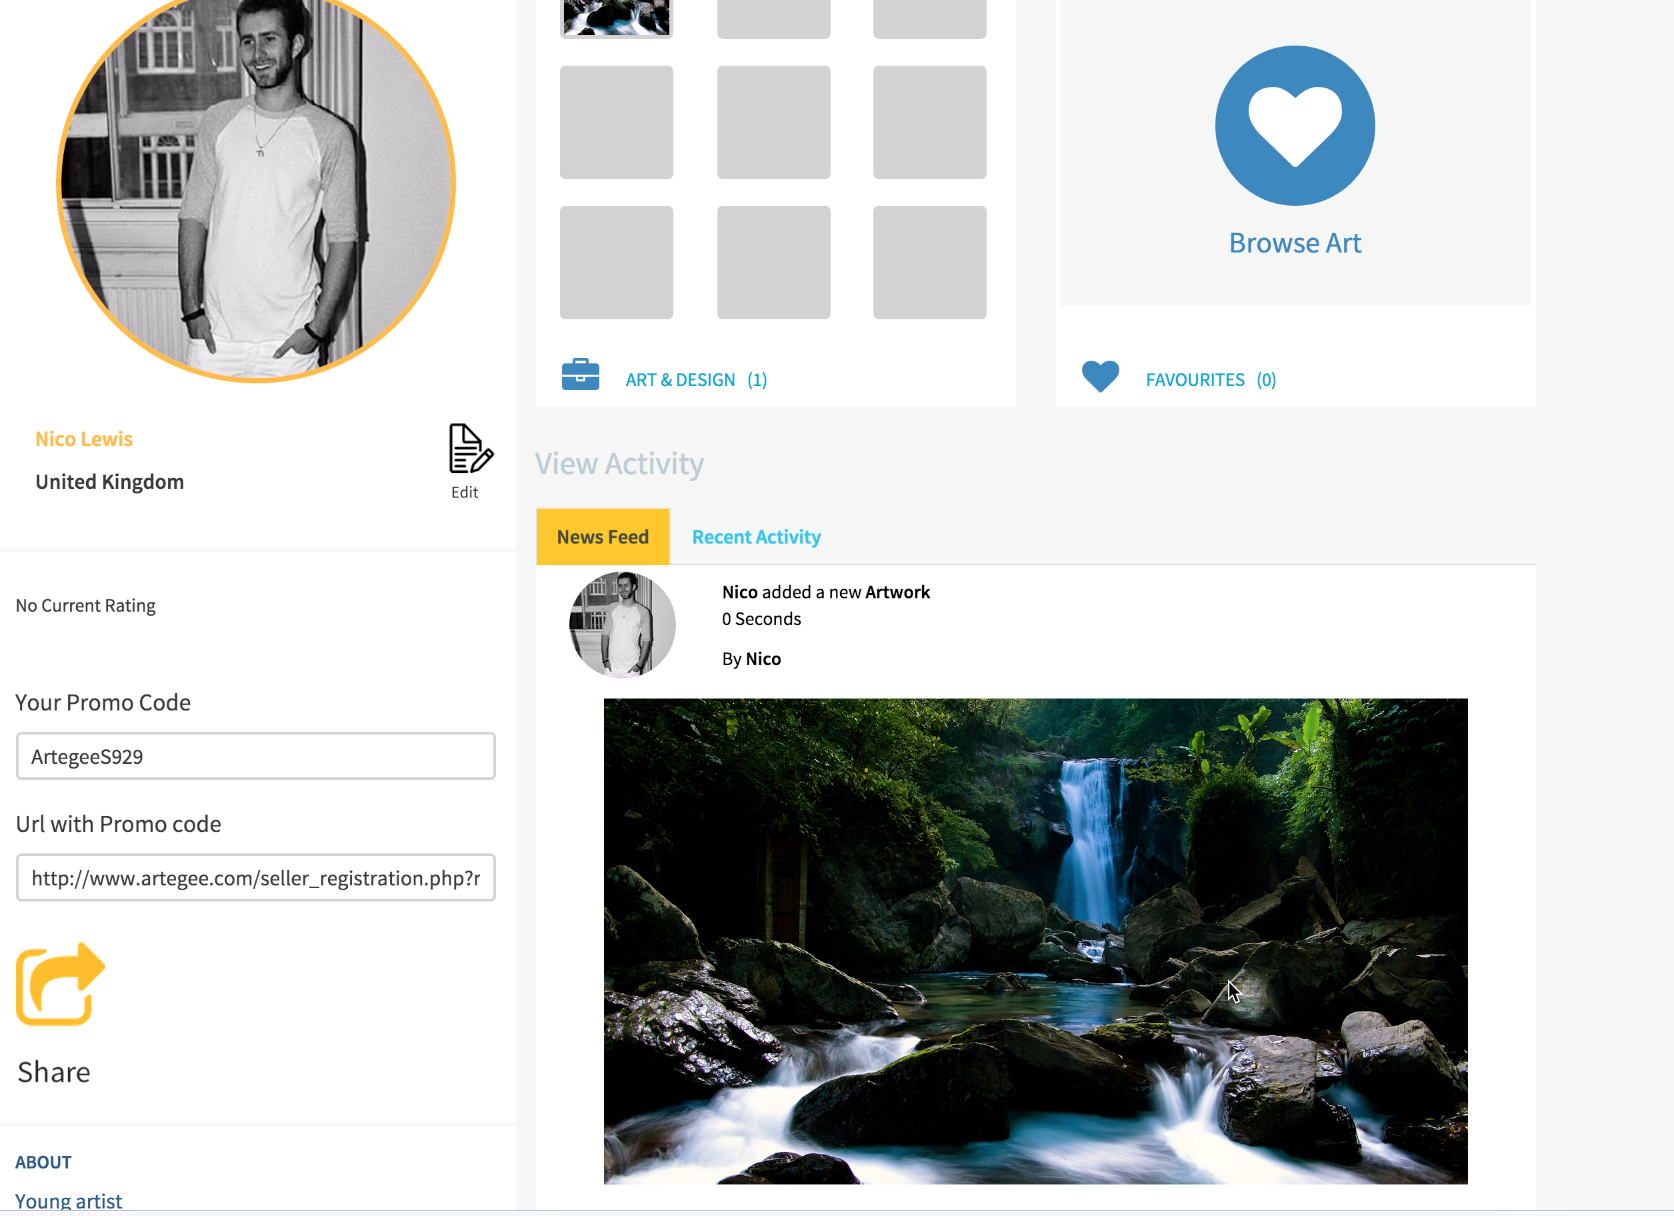 Nico Lewis
United Kingdom
Edit
No Current Rating
Your Promo Code
ArtegeeS929
Url with Promo code
http://www.artegee.com/seller_registration.php?r
Share
ABOUT
Young artist
ART & DESIGN (1)
Browse Art
FAVOURITES (0)
View Activity
News Feed
Recent Activity
Nico added a new Artwork
0 Seconds
By Nico